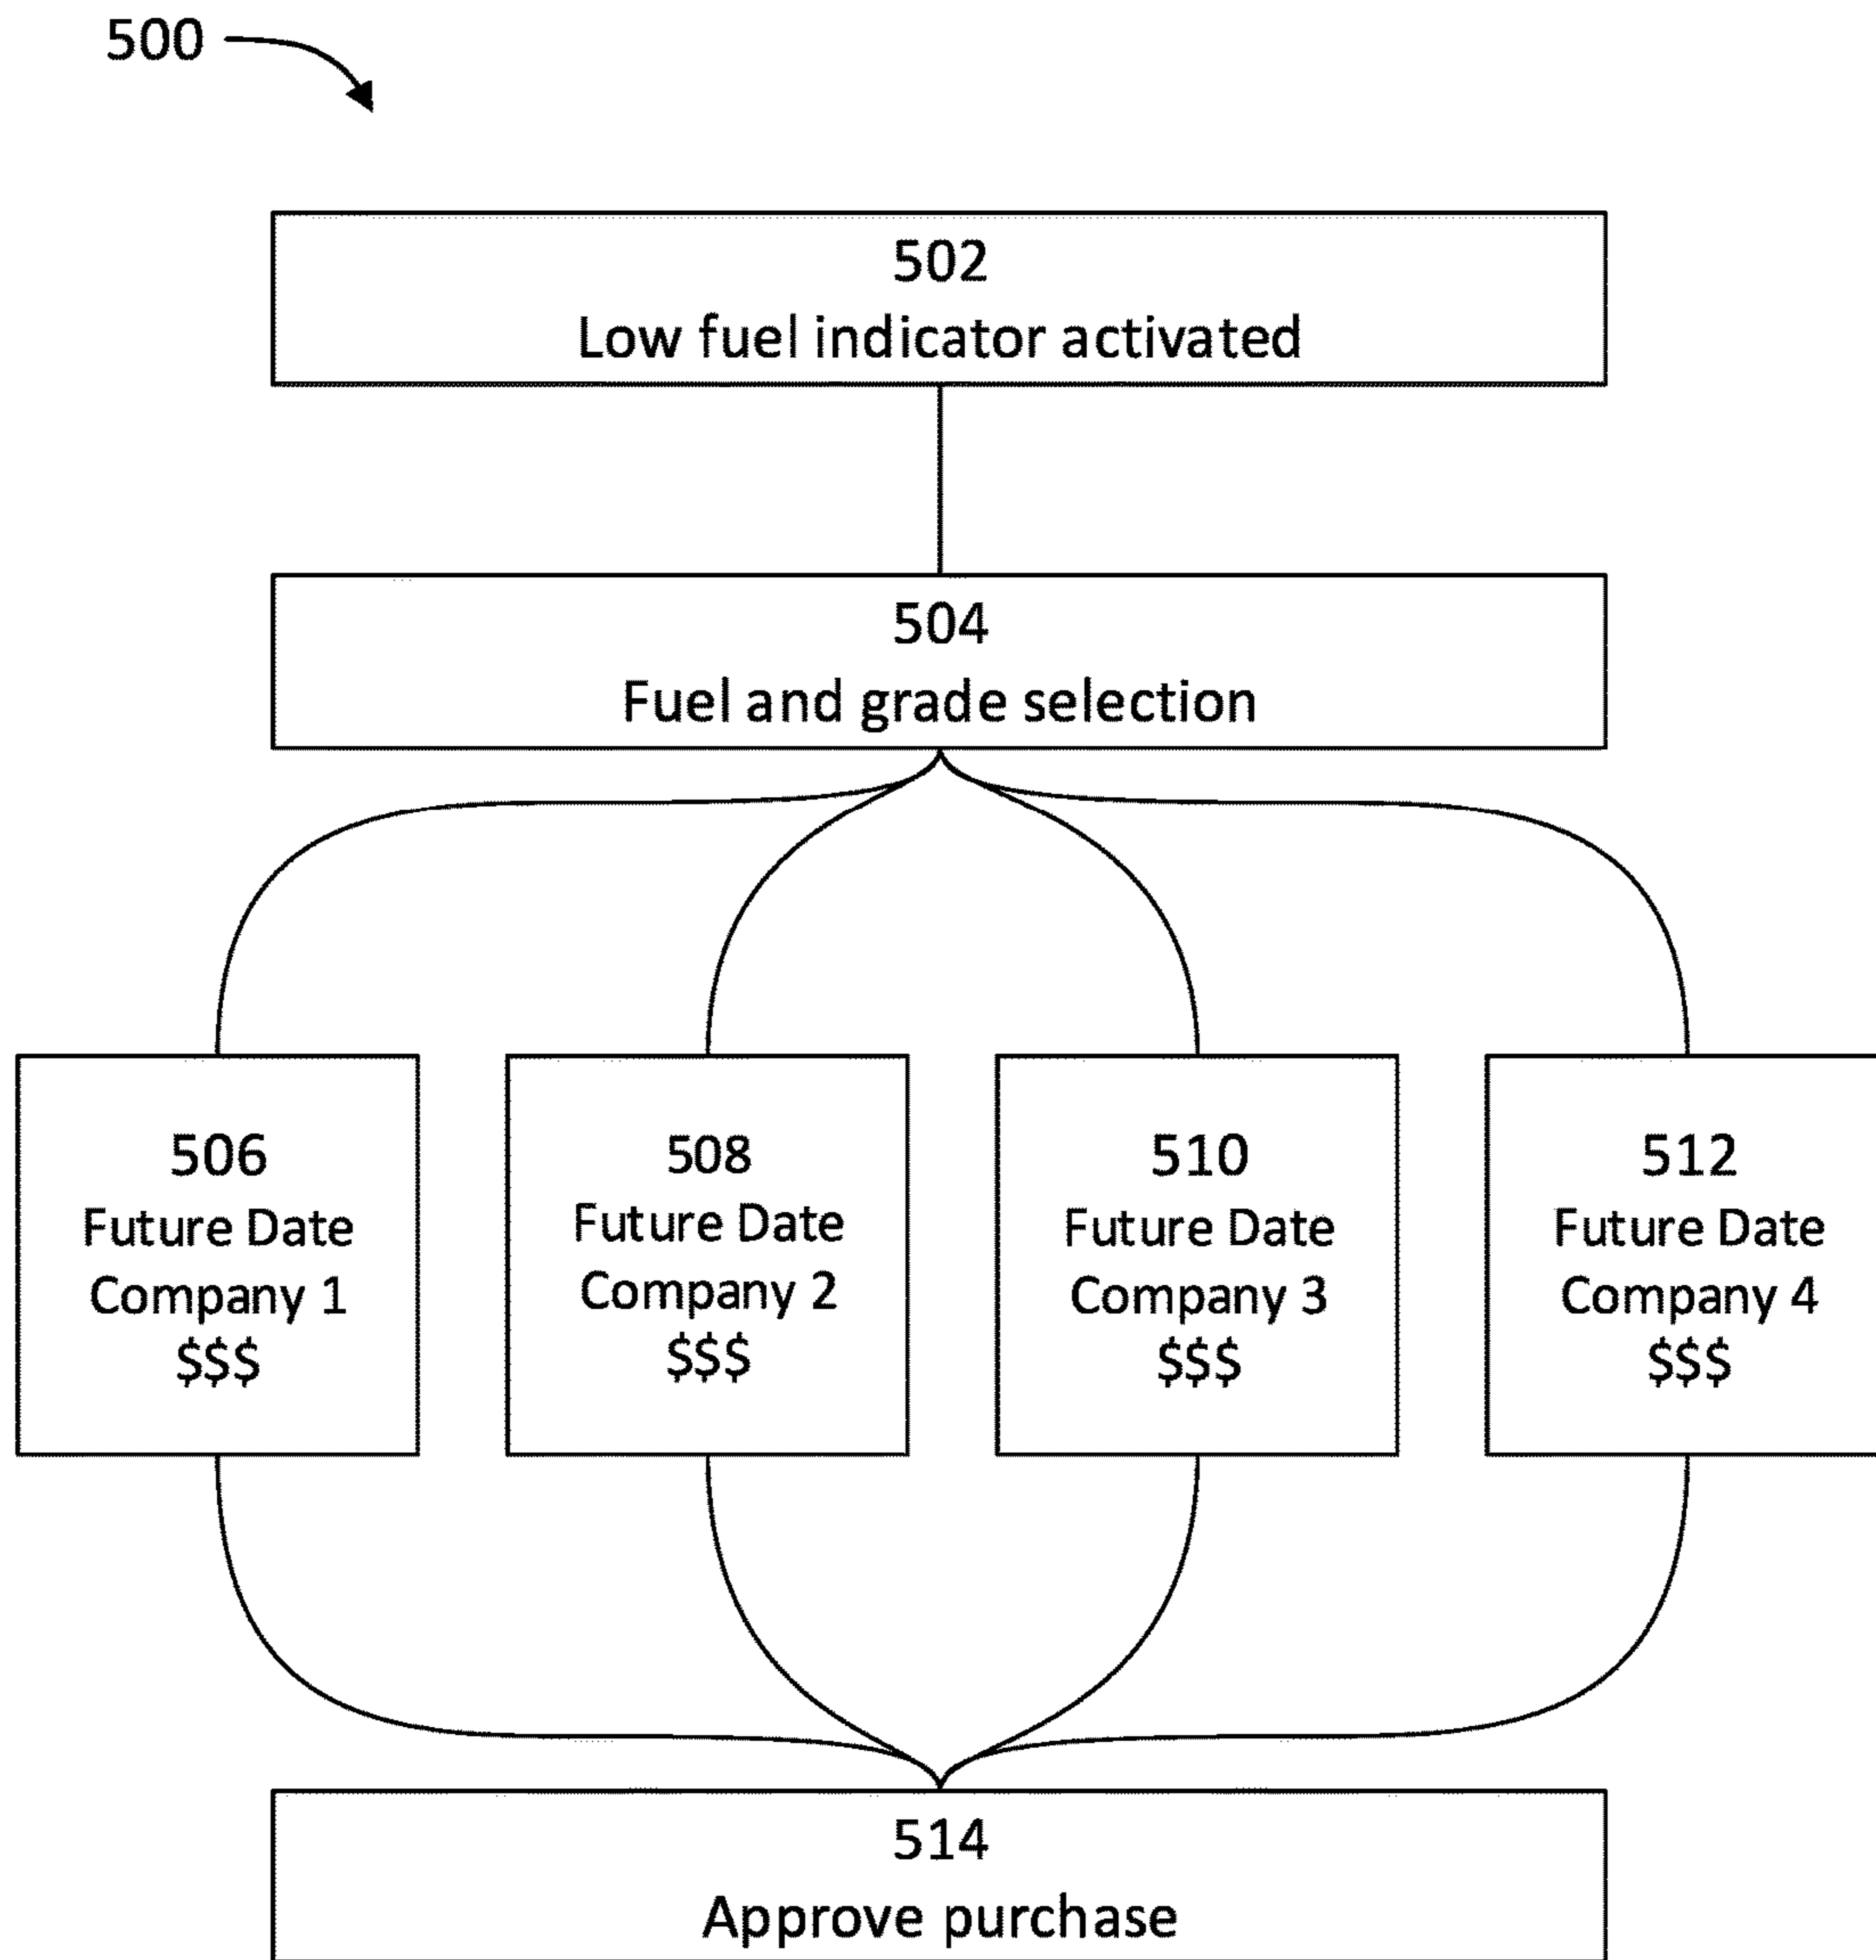 500
502
Low fuel indicator activated
504
Fuel and grade selection
506
Future Date
Company 1
$$$
508
Future Date
Company 2
$$$
510
Future Date
Company 3
$$$
512
Future Date
Company 4
$$$
514
Approve purchase